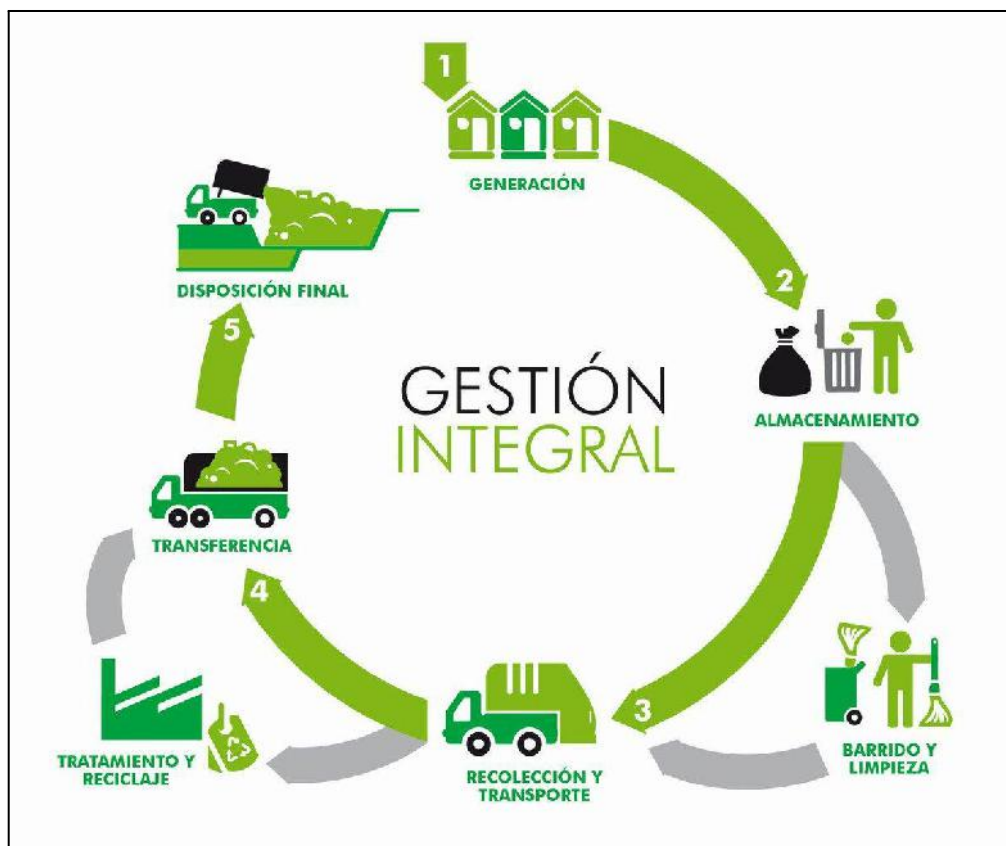 1
GENERACIÓN
2
ALMACENAMIENTO
BARRIDO Y
LIMPIEZA
3
RECOLECCIÓN Y
TRANSPORTE
TRATAMIENTO Y
RECICLAJE
4
TRANSFERENCIA
5
DISPOSICIÓN FINAL
GESTIÓN
INTEGRAL